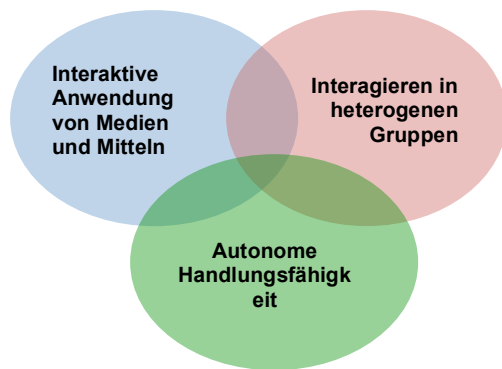 Interaktive
Anwendung
von Medien
und Mitteln
Interagieren in
heterogenen
Gruppen
Autonome
Handlungsfähigk
eit